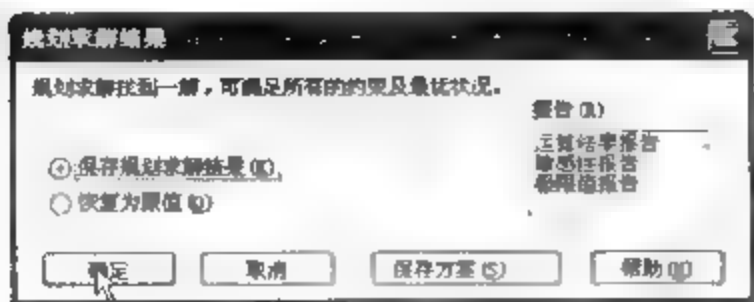 规划求解结果
规划求解找到一解，可满足所有的约束及最优状况。
报告(R)
运算结果报告
敏感性报告
极限值报告
保存规划求解结果(K)
恢复为原值(O)
确定
取消
保存方案(S)
帮助(H)